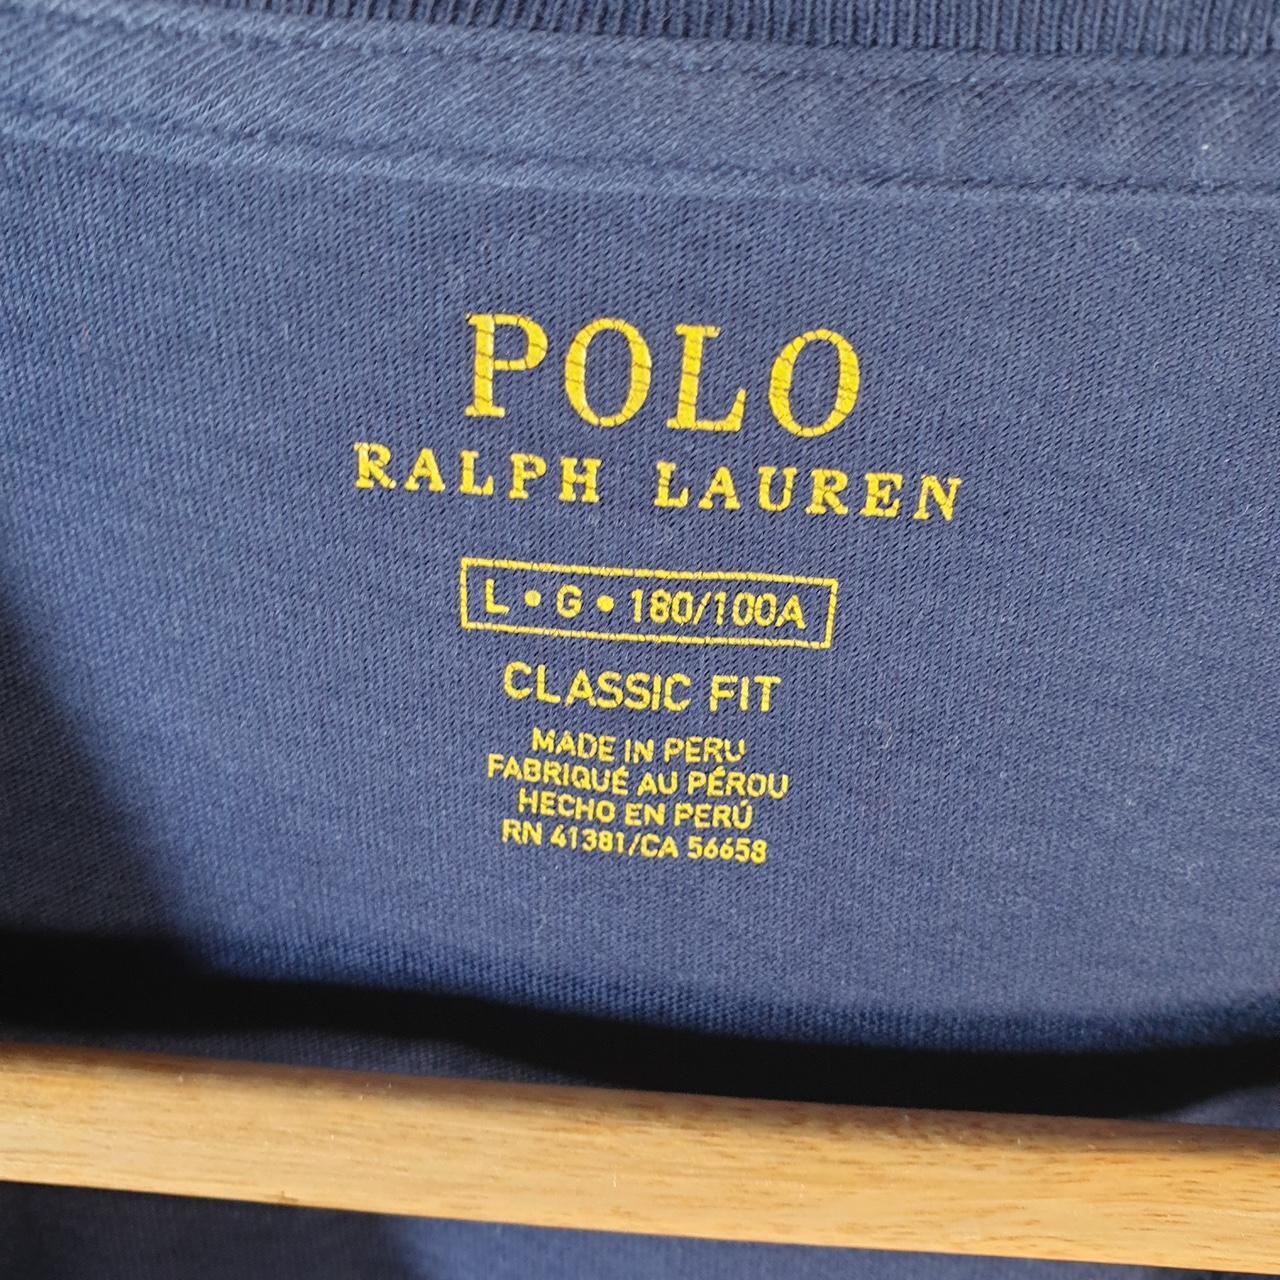 POLO
RALPH LAUREN
L • G • 180/100A
CLASSIC FIT
MADE IN PERU
FABRIQUÉ AU PÉROU
HECHO EN PERÚ
RN 41381/CA 56658